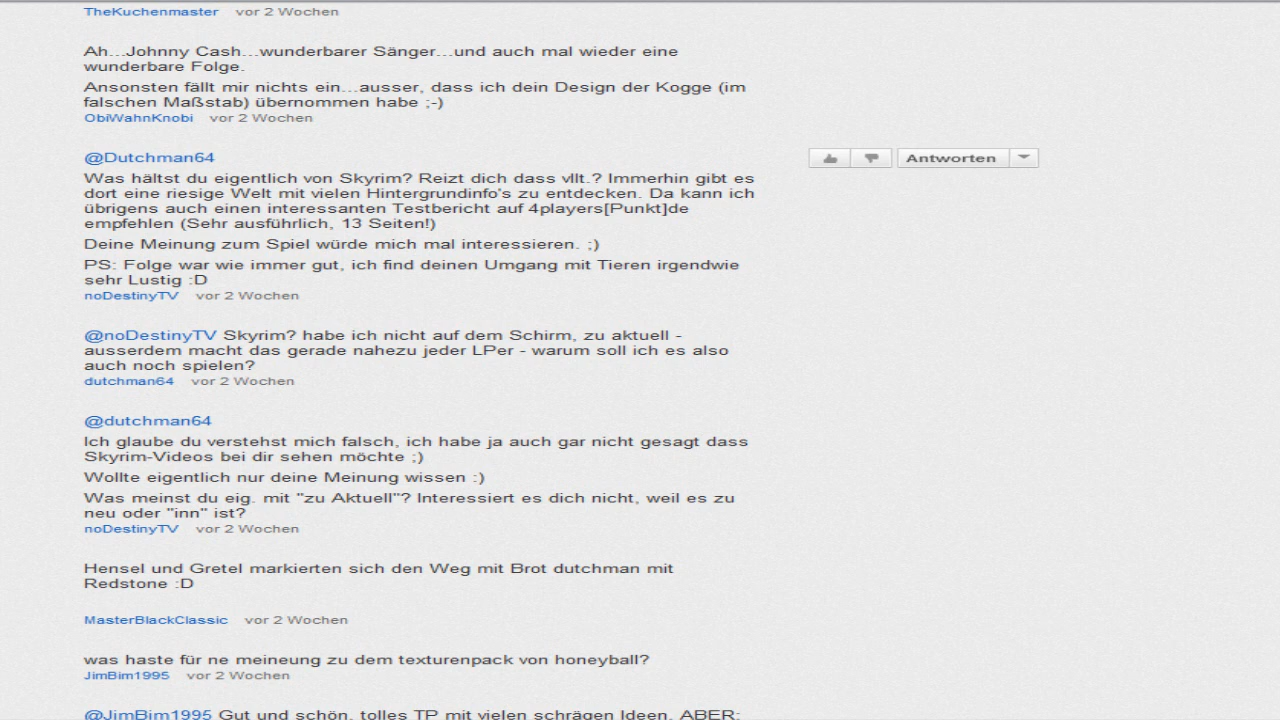 TheKuchenmaster vor 2 Wochen
Ah...Johnny Cash...wunderbarer Sänger...und auch mal wieder eine
wunderbare Folge.
Ansonsten fällt mir nichts ein...ausser, dass ich dein Design der Kogge (im
falschen Maßstab) übernommen habe ;-)
ObiWahnKnobi vor 2 Wochen
@Dutchman64
Antworten
Was hältst du eigentlich von Skyrim? Reizt dich dass vllt.? Immerhin gibt es
dort eine riesige Welt mit vielen Hintergrundinfo's zu entdecken. Da kann ich
übrigens auch einen interessanten Testbericht auf 4players[Punkt]de
empfehlen (Sehr ausführlich, 13 Seiten!)
Deine Meinung zum Spiel würde mich mal interessieren. ;)
PS: Folge war wie immer gut, ich find deinen Umgang mit Tieren irgendwie
sehr Lustig :D
noDestinyTV vor 2 Wochen
@noDestinyTV Skyrim? habe ich nicht auf dem Schirm, zu aktuell -
ausserdem macht das gerade nahezu jeder LPer - warum soll ich es also
auch noch spielen?
dutchman64 vor 2 Wochen
@dutchman64
Ich glaube du verstehst mich falsch, ich habe ja auch gar nicht gesagt dass
Skyrim-Videos bei dir sehen möchte ;)
Wollte eigentlich nur deine Meinung wissen :)
Was meinst du eig. mit "zu Aktuell"? Interessiert es dich nicht, weil es zu
neu oder "inn" ist?
noDestinyTV vor 2 Wochen
Hensel und Gretel markierten sich den Weg mit Brot dutchman mit
Redstone :D
MasterBlackClassic vor 2 Wochen
was haste für ne meineung zu dem texturenpack von honeyball?
JimBim1995 vor 2 Wochen
@JimBim1995 Gut und schön, tolles TP mit vielen schrägen Ideen, ABER: